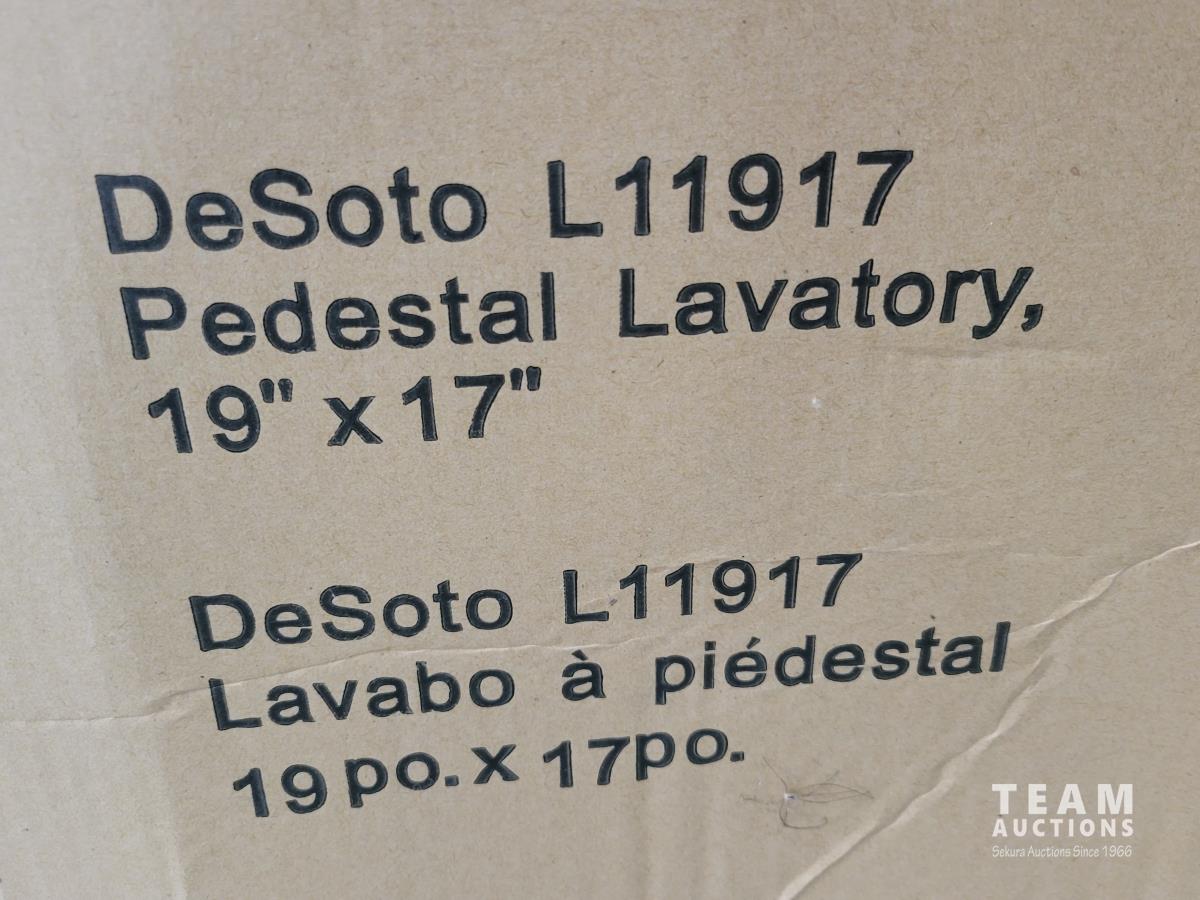 DeSoto L11917
Pedestal Lavatory,
19" x 17"
DeSoto L11917
Lavabo à piédestal
19 po. x 17 po.
TEAM
AUCTIONS
Sekura Auctions Since 1966